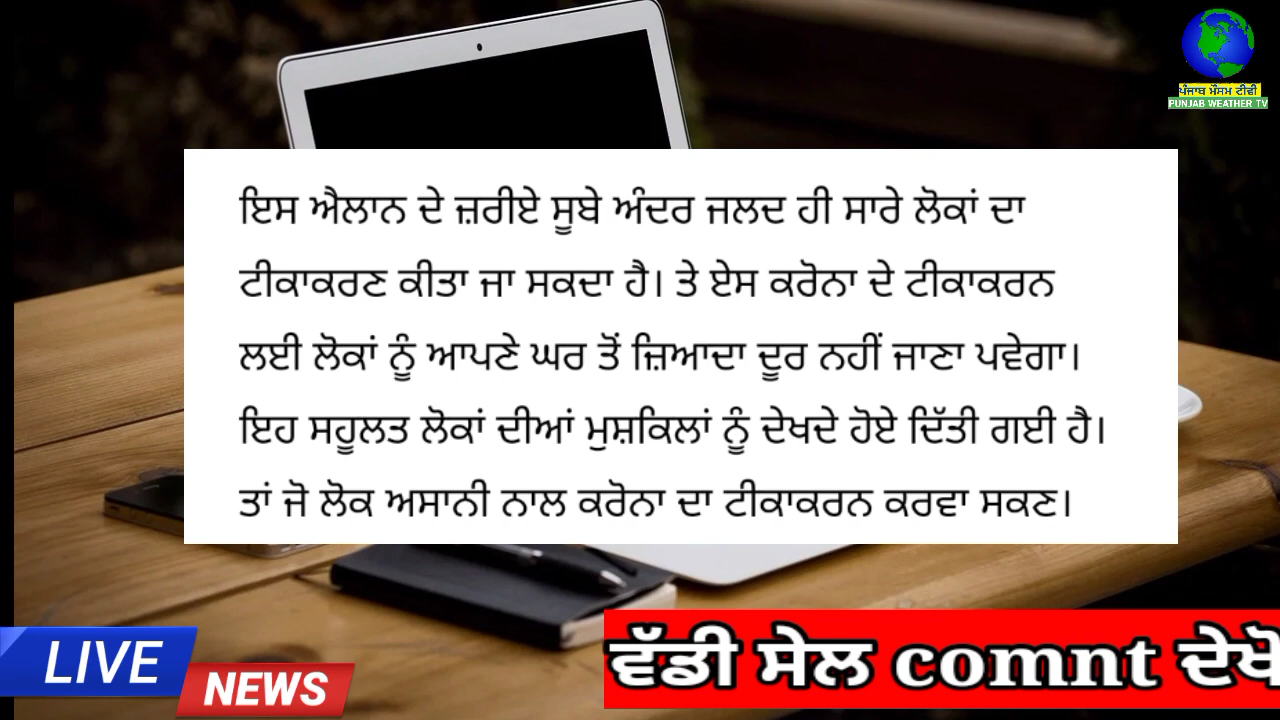 ਪੰਜਾਬ ਮੌਸਮ ਟੀਵੀ
PUNJAB WEATHER TV
ਇਸ ਐਲਾਨ ਦੇ ਜ਼ਰੀਏ ਸੂਬੇ ਅੰਦਰ ਜਲਦ ਹੀ ਸਾਰੇ ਲੋਕਾਂ ਦਾ
ਟੀਕਾਕਰਣ ਕੀਤਾ ਜਾ ਸਕਦਾ ਹੈ। ਤੇ ਏਸ ਕਰੋਨਾ ਦੇ ਟੀਕਾਕਰਨ
ਲਈ ਲੋਕਾਂ ਨੂੰ ਆਪਣੇ ਘਰ ਤੋਂ ਜ਼ਿਆਦਾ ਦੂਰ ਨਹੀਂ ਜਾਣਾ ਪਵੇਗਾ।
ਇਹ ਸਹੂਲਤ ਲੋਕਾਂ ਦੀਆਂ ਮੁਸ਼ਕਿਲਾਂ ਨੂੰ ਦੇਖਦੇ ਹੋਏ ਦਿੱਤੀ ਗਈ ਹੈ।
ਤਾਂ ਜੋ ਲੋਕ ਅਸਾਨੀ ਨਾਲ ਕਰੋਨਾ ਦਾ ਟੀਕਾਕਰਨ ਕਰਵਾ ਸਕਣ।
ਵੱਡੀ ਸੇਲ comnt ਦੇਖੋ
LIVE
NEWS